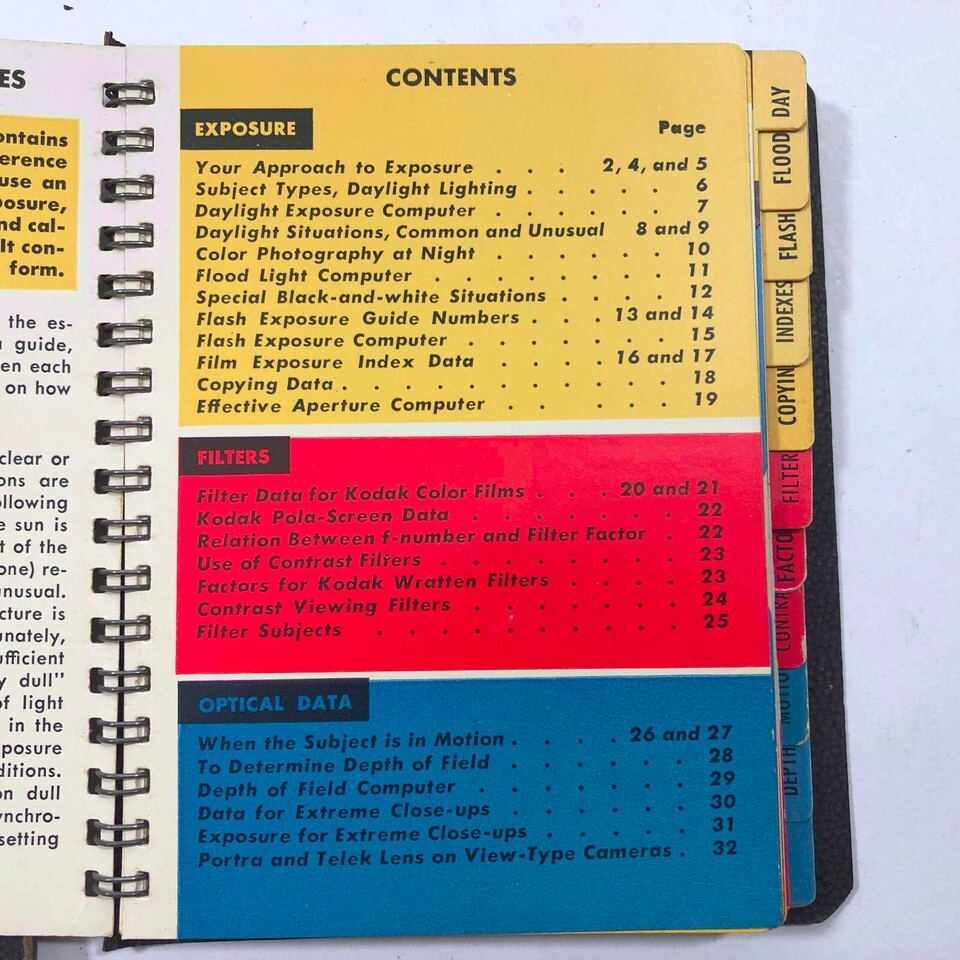 ES
ontains
erence
use an
posure,
nd cal-
It con-
form.
the es-
guide,
en each
on how
clear or
ons are
ollowing
e sun is
t of the
one) re-
unusual.
cture is
unately,
ufficient
y dull"
of light
in the
posure
ditions.
on dull
ynchro-
setting
CONTENTS
EXPOSURE Page
Your Approach to Exposure . . . 2, 4, and 5
Subject Types, Daylight Lighting . . . . . 6
Daylight Exposure Computer . . . . . . 7
Daylight Situations, Common and Unusual 8 and 9
Color Photography at Night . . . . . . 10
Flood Light Computer . . . . . . . 11
Special Black-and-white Situations . . . . 12
Flash Exposure Guide Numbers . . . 13 and 14
Flash Exposure Computer . . . . . . 15
Film Exposure Index Data . . . . 16 and 17
Copying Data . . . . . . . . . . . 18
Effective Aperture Computer . . . . . . 19
FILTERS
Filter Data for Kodak Color Films . . . 20 and 21
Kodak Pola-Screen Data . . . . . . . 22
Relation Between f-number and Filter Factor . 22
Use of Contrast Filters . . . . . . . 23
Factors for Kodak Wratten Filters . . . . 23
Contrast Viewing Filters . . . . . . . 24
Filter Subjects . . . . . . . . . . 25
OPTICAL DATA
When the Subject is in Motion . . . . 26 and 27
To Determine Depth of Field . . . . . . 28
Depth of Field Computer . . . . . . . 29
Data for Extreme Close-ups . . . . . . 30
Exposure for Extreme Close-ups . . . . . 31
Portra and Telek Lens on View-Type Cameras . 32
DAY
FLOOD
FLASH
INDEXES
COPYIN
FILTER
FACTO
CONTRA
MOTIO
DEPTH